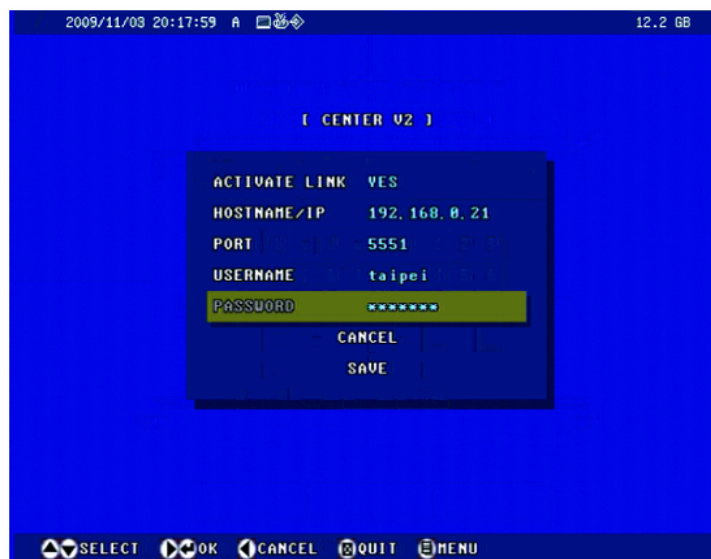 2009/11/03 20:17:59 A 12.2 GB
[ CENTER V2 ]
ACTIVATE LINK YES
HOSTNAME/IP 192.168.0.21
PORT 5551
USERNAME taipei
PASSWORD *******
CANCEL
SAVE
SELECT OK CANCEL QUIT MENU